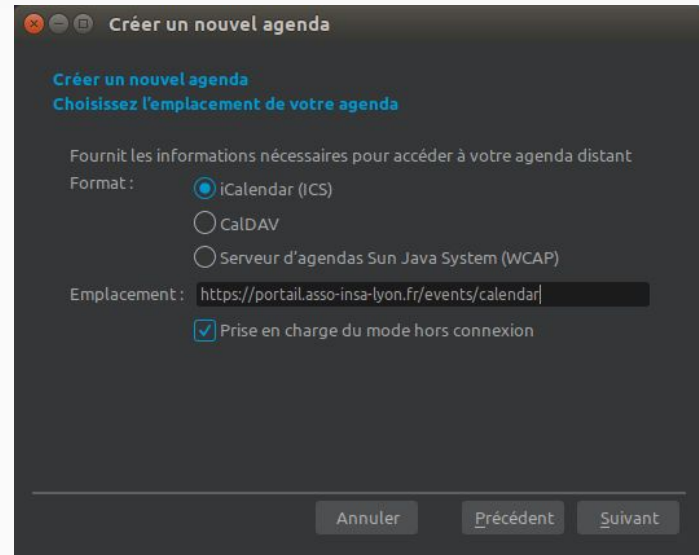 Créer un nouvel agenda
Créer un nouvel agenda
Choisissez l'emplacement de votre agenda
Fournit les informations nécessaires pour accéder à votre agenda distant
Format :
iCalendar (ICS)
CalDAV
Serveur d'agendas Sun Java System (WCAP)
Emplacement : https://portail.asso-insa-lyon.fr/events/calendar
Prise en charge du mode hors connexion
Annuler Précédent Suivant